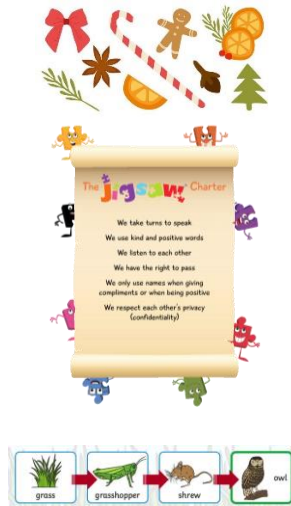 The Jigsaw Charter
We take turns to speak
We use kind and positive words
We listen to each other
We have the right to pass
We only use names when giving
compliments or when being positive
We respect each other's privacy
(confidentiality)
grass grasshopper shrew owl